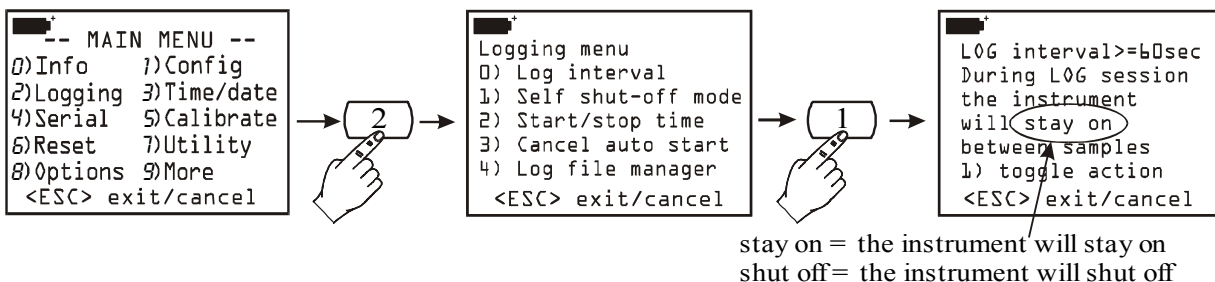 -- MAIN MENU --
0)Info 1)Config
2)Logging 3)Time/date
4)Serial 5)Calibrate
6)Reset 7)Utility
8)Options 9)More
<ESC> exit/cancel
2
Logging menu
0) Log interval
1) Self shut-off mode
2) Start/stop time
3) Cancel auto start
4) Log file manager
<ESC> exit/cancel
1
LOG interval>=60sec
During LOG session
the instrument
will stay on
between samples
1) toggle action
<ESC> exit/cancel
stay on = the instrument will stay on
shut off = the instrument will shut off